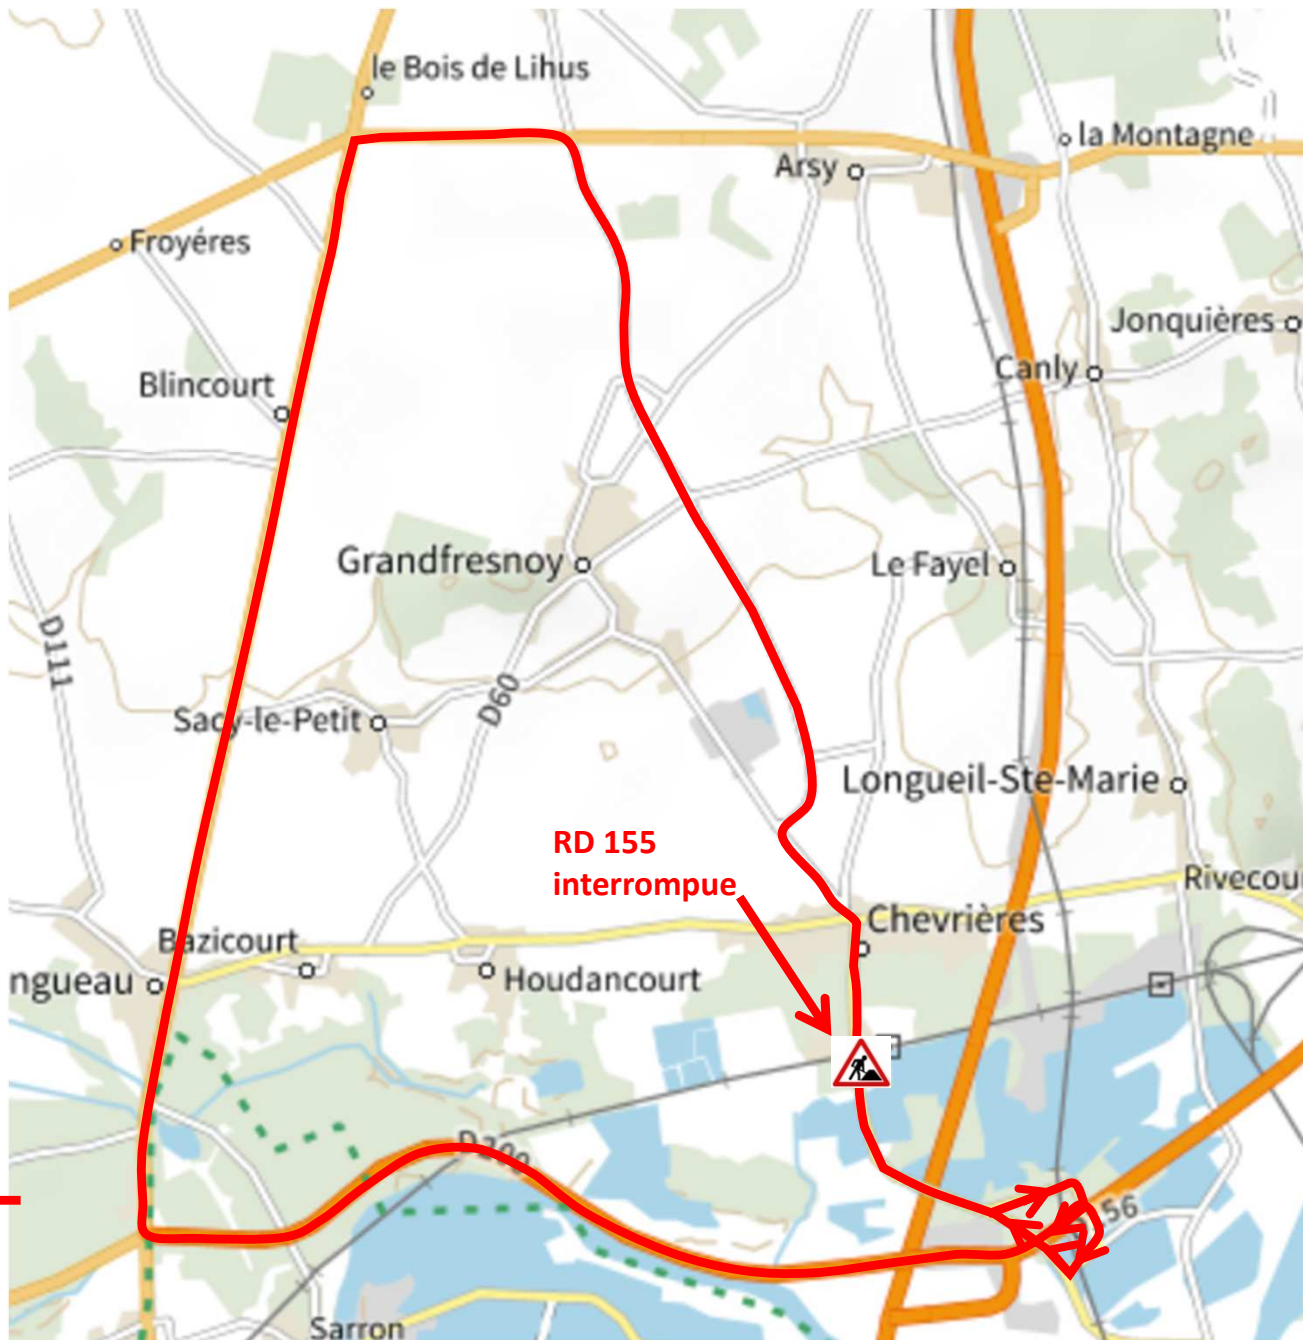 le Bois de Lihus
la Montagne
Arsy
Froyéres
Jonquières
Canly
Blincourt
Grandfresnoy
Le Fayel
D111
D60
Sacy-le-Petit
Longueil-Ste-Marie
RD 155
interrompue
Rivecou
Chevrières
Bazicourt
ngueau
Houdancourt
D200
56
Sarron